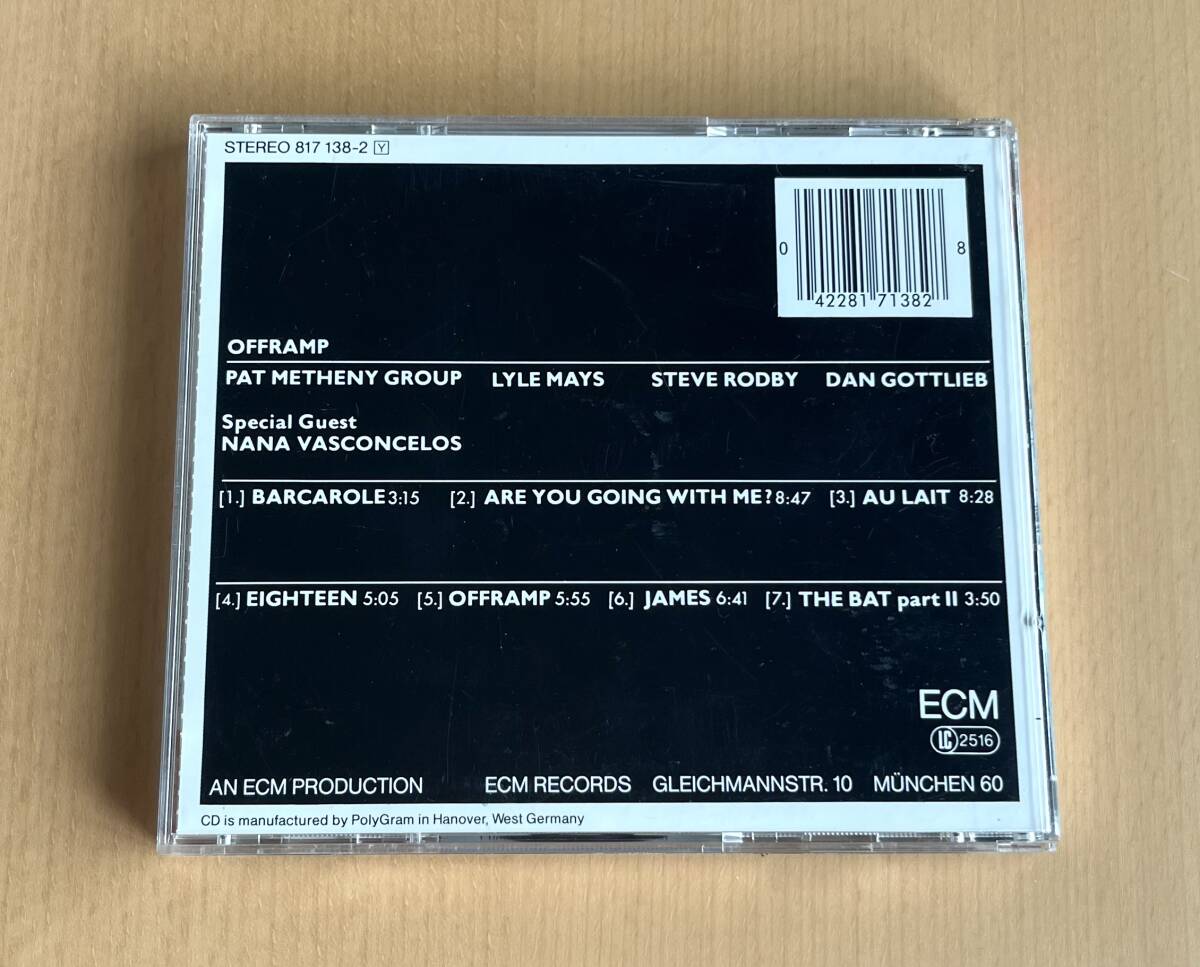 STEREO 817 138-2 Y
0 42281 71382 8
OFFRAMP
PAT METHENY GROUP LYLE MAYS STEVE RODBY DAN GOTTLIEB
Special Guest
NANA VASCONCELOS
[1.] BARCAROLE 3:15 [2.] ARE YOU GOING WITH ME? 8:47 [3.] AU LAIT 8:28
[4.] EIGHTEEN 5:05 [5.] OFFRAMP 5:55 [6.] JAMES 6:41 [7.] THE BAT part II 3:50
ECM
LC 2516
AN ECM PRODUCTION ECM RECORDS GLEICHMANNSTR. 10 MÜNCHEN 60
CD is manufactured by PolyGram in Hanover, West Germany